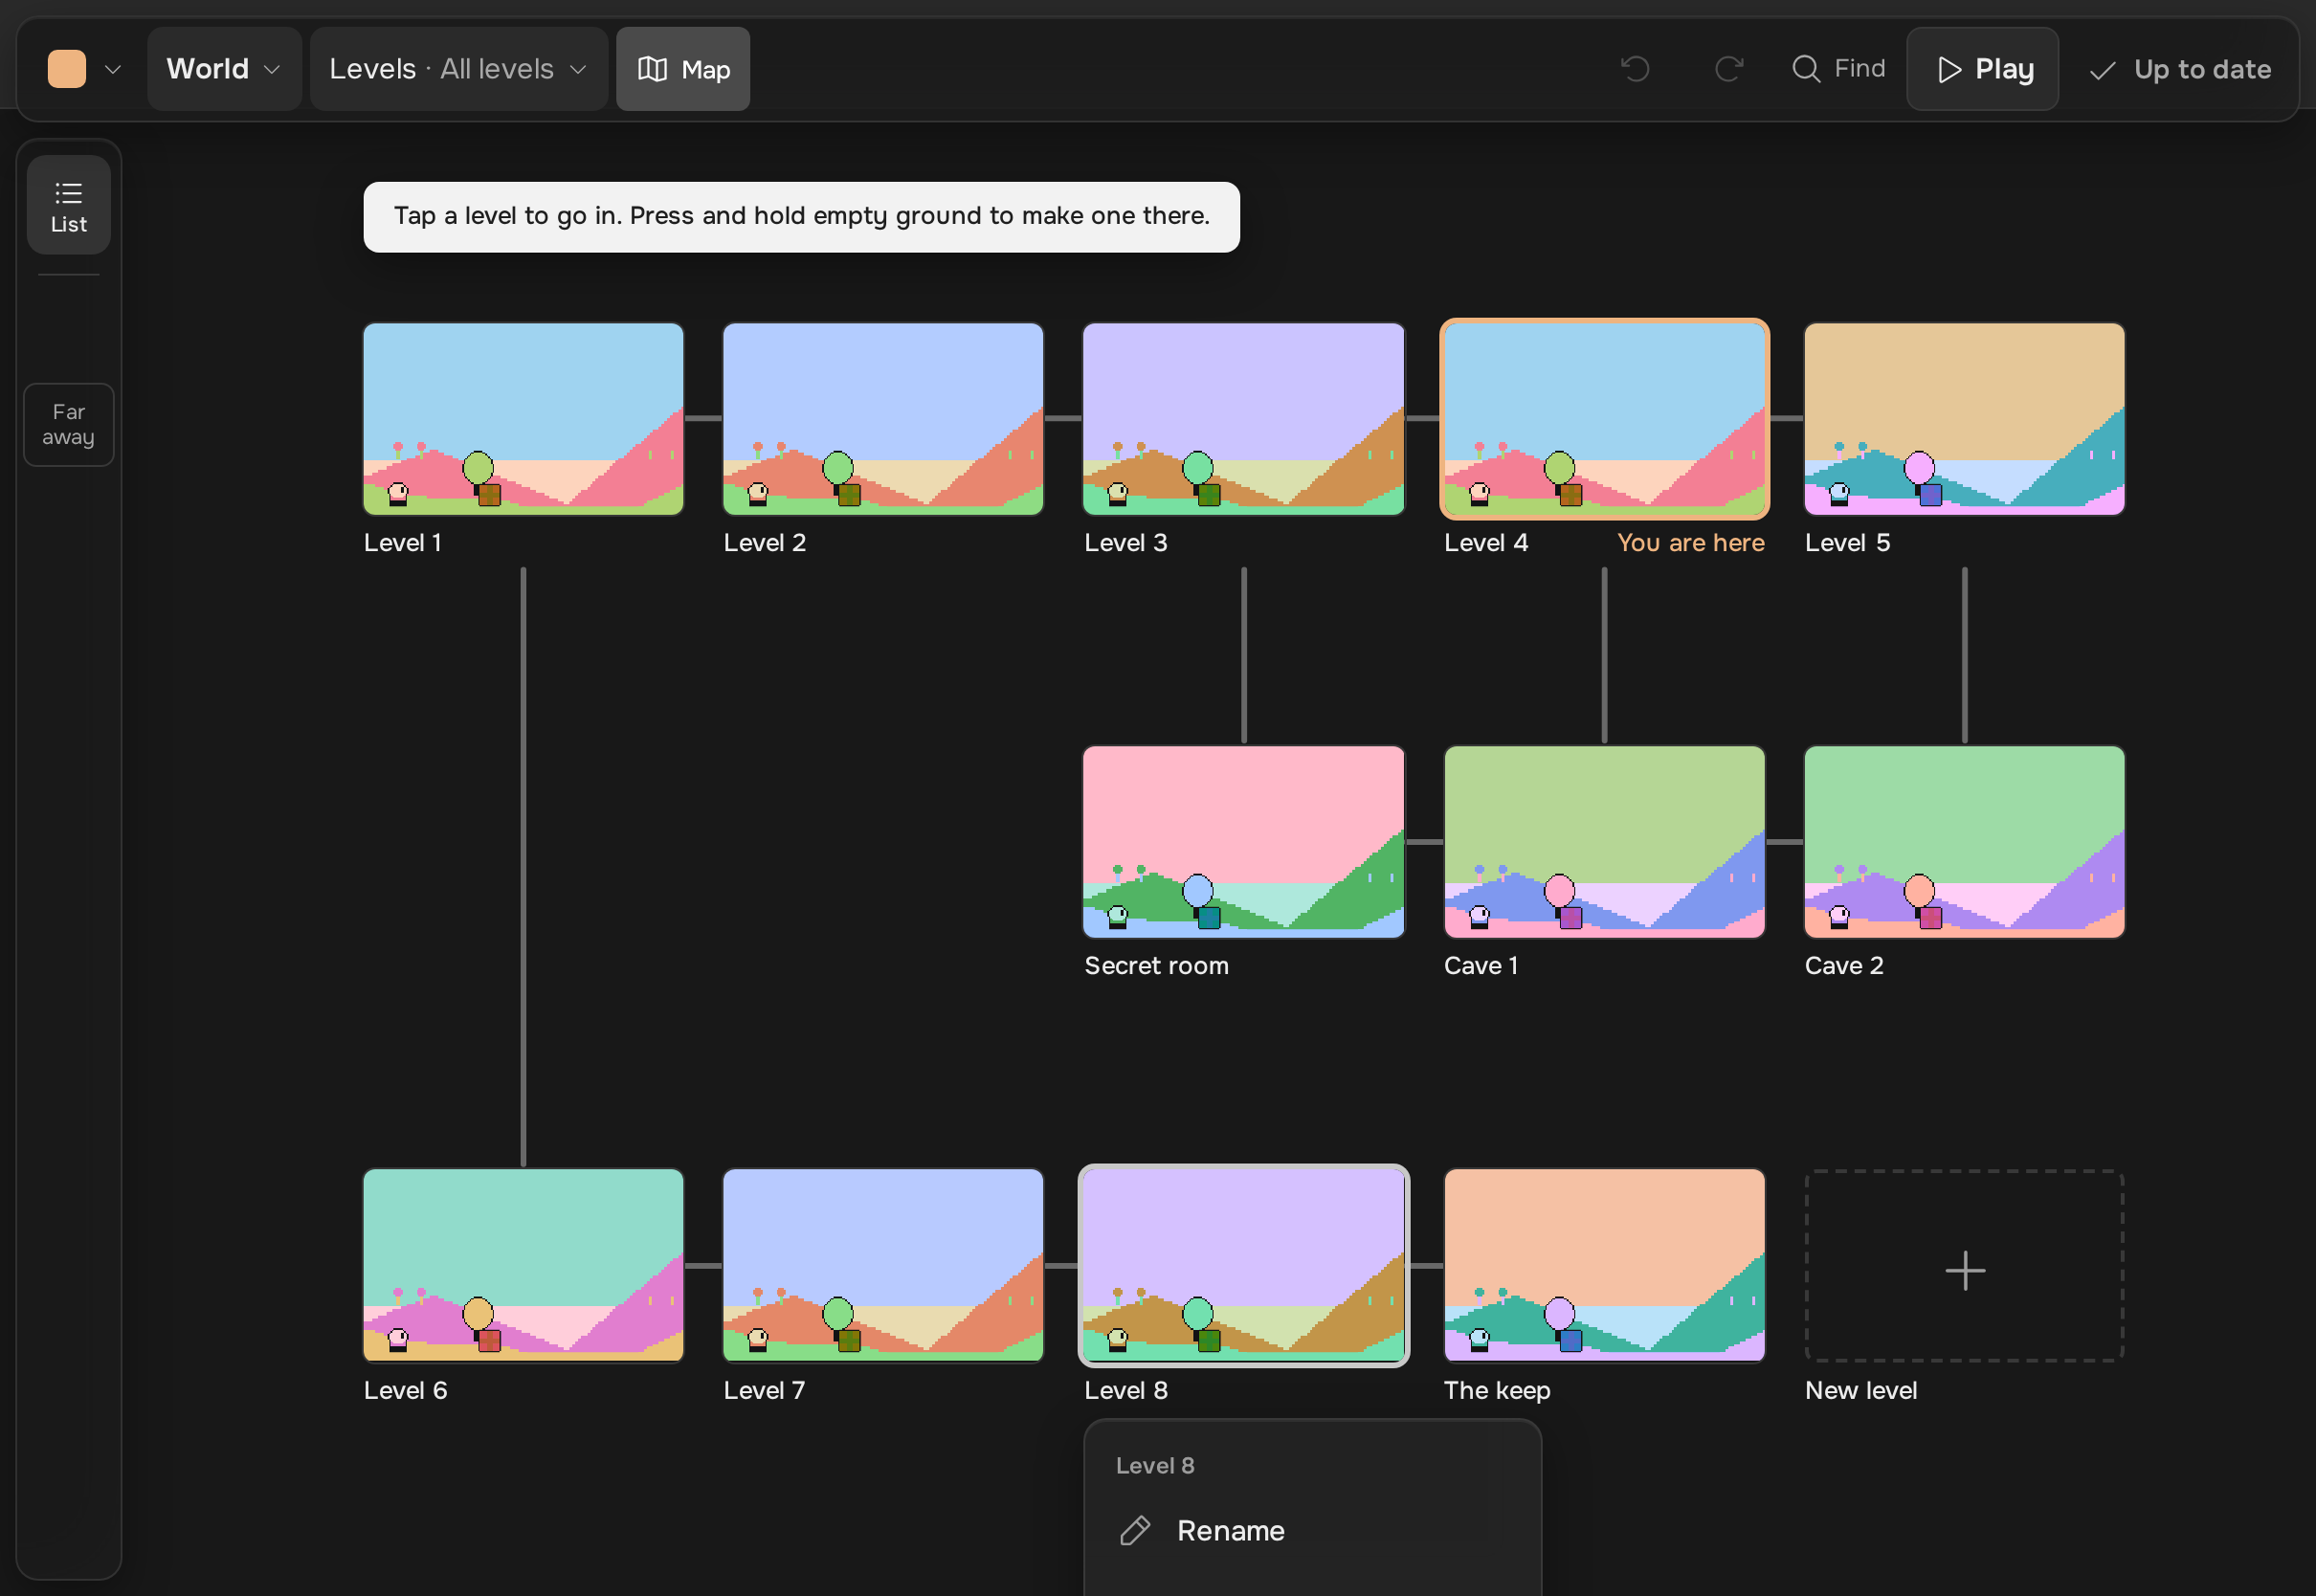 World
Levels · All levels
Map
Find
Play
Up to date
List
Far
away
Tap a level to go in. Press and hold empty ground to make one there.
Level 1
Level 2
Level 3
Level 4
You are here
Level 5
Secret room
Cave 1
Cave 2
Level 6
Level 7
Level 8
The keep
New level
Level 8
Rename